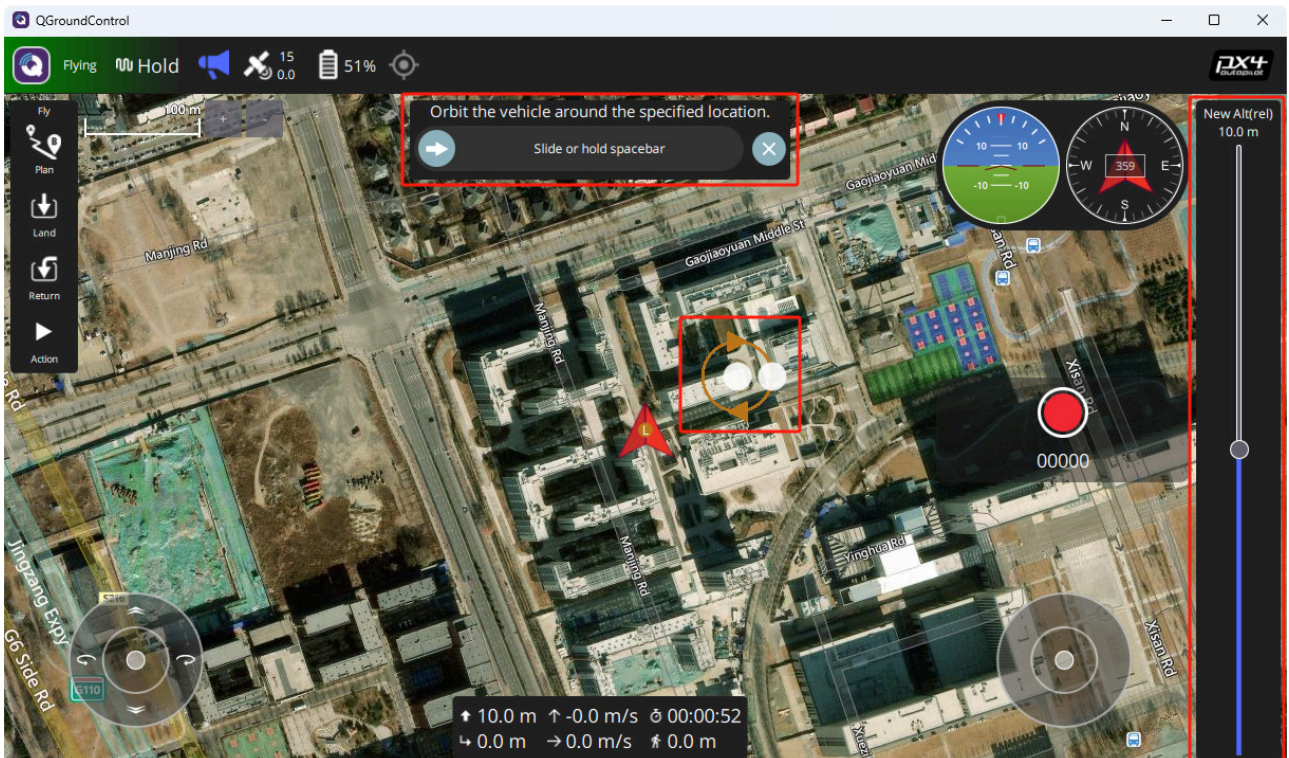 QGroundControl
Flying
Hold
15
0.0
51%
PX4
autopilot
Fly
Plan
Land
Return
Action
100 m
Orbit the vehicle around the specified location.
Slide or hold spacebar
10 10
-10 -10
N
W 359 E
S
New Alt(rel)
10.0 m
Manjing Rd
Gaojiaoyuan Mid
Gaojiaoyuan Middle St
Manjing Rd
L
Xisan Rd
00000
Yinghua Rd
Manjing Rd
Jingzang Expy
S216
G6 Side Rd
G110
Xisan Rd
10.0 m -0.0 m/s 00:00:52
0.0 m 0.0 m/s 0.0 m